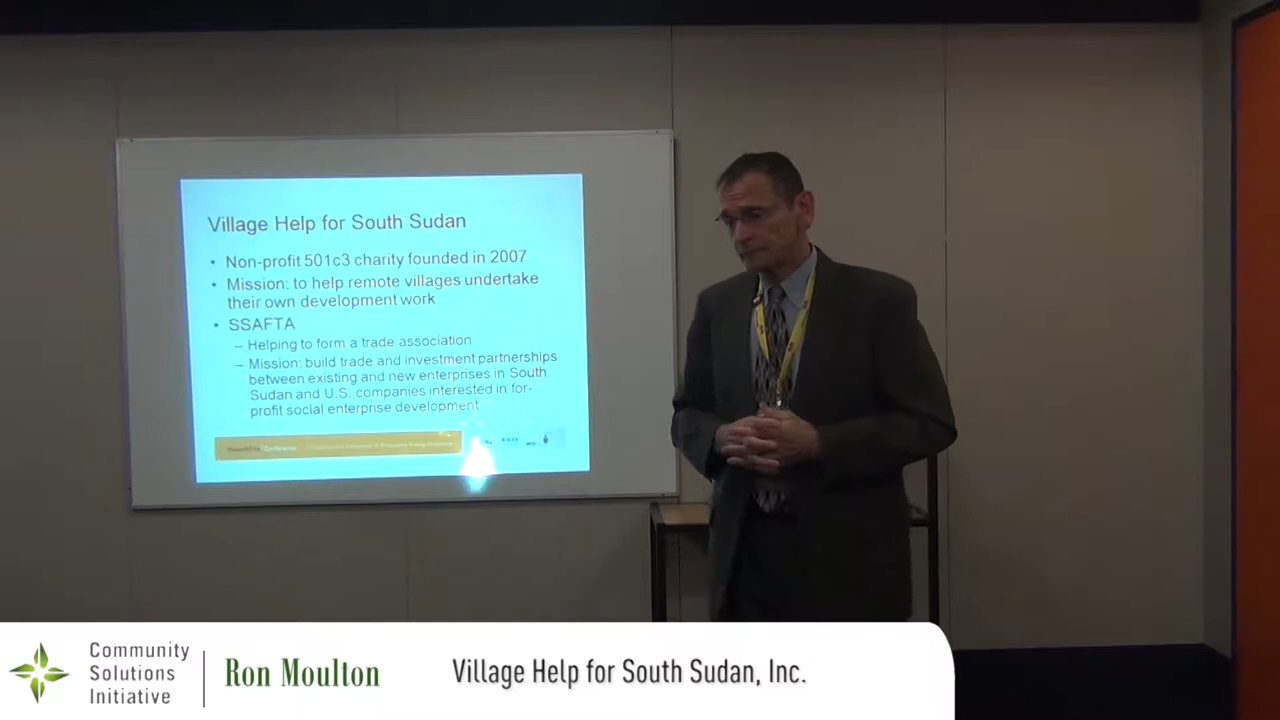 Village Help for South Sudan
• Non-profit 501c3 charity founded in 2007
• Mission: to help remote villages undertake
their own development work
• SSAFTA
– Helping to form a trade association
– Mission: build trade and investment partnerships
between existing and new enterprises in South
Sudan and U.S. companies interested in for-
profit social enterprise development
Community
Solutions
Initiative
Ron Moulton
Village Help for South Sudan, Inc.